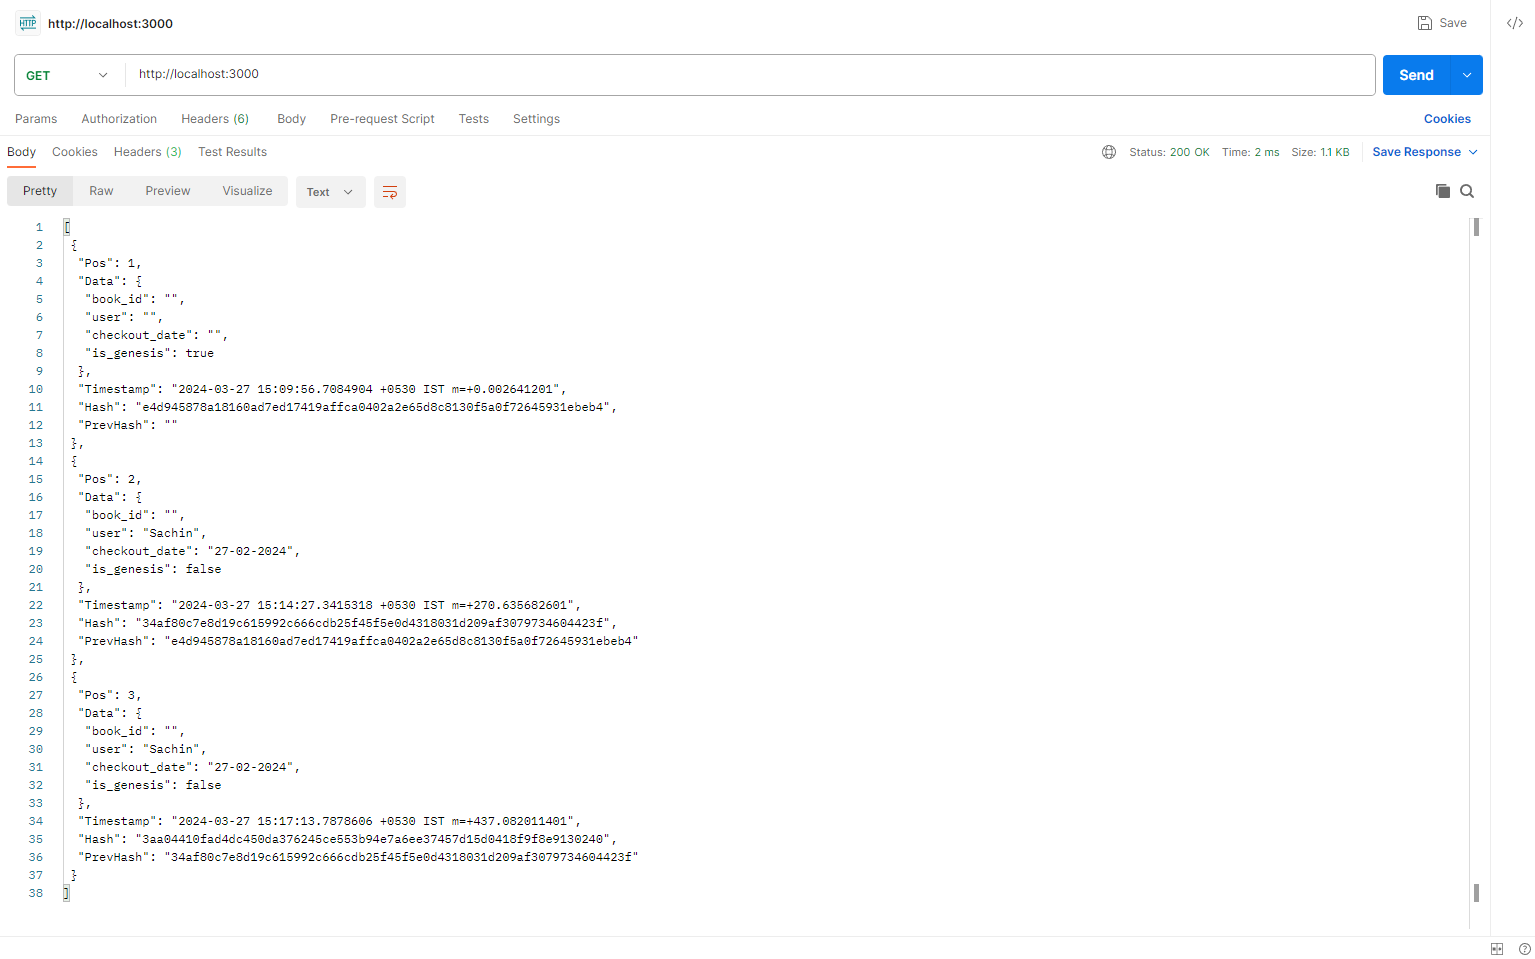 HTTP http://localhost:3000 Save </>
GET http://localhost:3000 Send
Params Authorization Headers (6) Body Pre-request Script Tests Settings Cookies
Body Cookies Headers (3) Test Results Status: 200 OK Time: 2 ms Size: 1.1 KB Save Response
Pretty Raw Preview Visualize Text
1 [
2 {
3 "Pos": 1,
4 "Data": {
5 "book_id": "",
6 "user": "",
7 "checkout_date": "",
8 "is_genesis": true
9 },
10 "Timestamp": "2024-03-27 15:09:56.7084904 +0530 IST m=+0.002641201",
11 "Hash": "e4d945878a18160ad7ed17419affca0402a2e65d8c8130f5a0f72645931ebeb4",
12 "PrevHash": ""
13 },
14 {
15 "Pos": 2,
16 "Data": {
17 "book_id": "",
18 "user": "Sachin",
19 "checkout_date": "27-02-2024",
20 "is_genesis": false
21 },
22 "Timestamp": "2024-03-27 15:14:27.3415318 +0530 IST m=+270.635682601",
23 "Hash": "34af80c7e8d19c615992c666cdb25f45f5e0d4318031d209af3079734604423f",
24 "PrevHash": "e4d945878a18160ad7ed17419affca0402a2e65d8c8130f5a0f72645931ebeb4"
25 },
26 {
27 "Pos": 3,
28 "Data": {
29 "book_id": "",
30 "user": "Sachin",
31 "checkout_date": "27-02-2024",
32 "is_genesis": false
33 },
34 "Timestamp": "2024-03-27 15:17:13.7878606 +0530 IST m=+437.082011401",
35 "Hash": "3aa04410fad4dc450da376245ce553b94e7a6ee37457d15d0418f9f8e9130240",
36 "PrevHash": "34af80c7e8d19c615992c666cdb25f45f5e0d4318031d209af3079734604423f"
37 }
38 ]